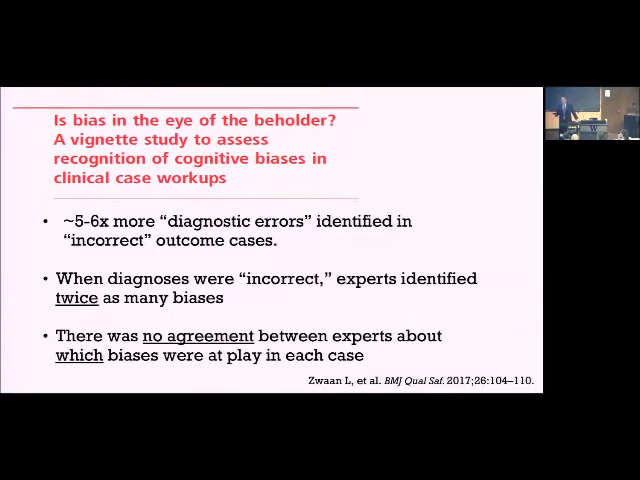 Is bias in the eye of the beholder?
A vignette study to assess
recognition of cognitive biases in
clinical case workups
• ~5-6x more “diagnostic errors” identified in
“incorrect” outcome cases.
• When diagnoses were “incorrect,” experts identified
twice as many biases
• There was no agreement between experts about
which biases were at play in each case
Zwaan L, et al. BMJ Qual Saf. 2017;26:104–110.